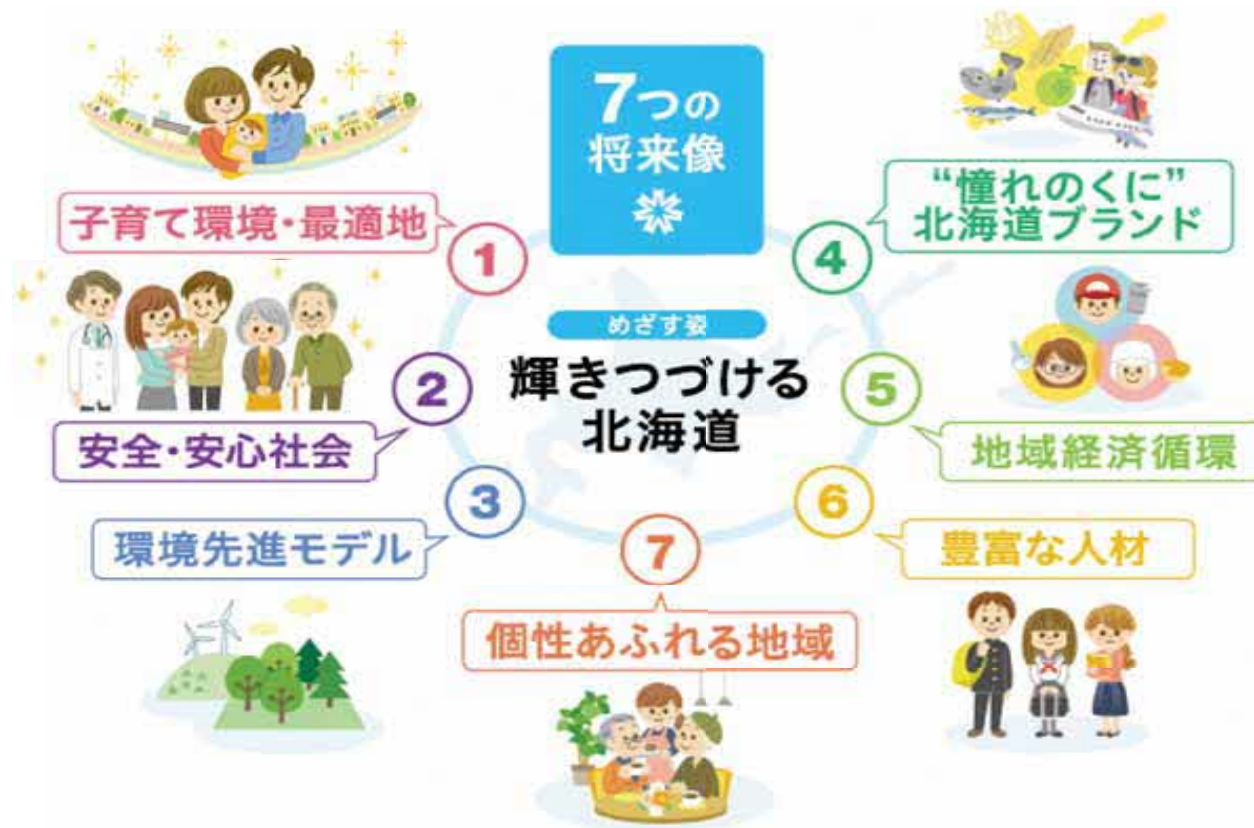 7つの
将来像
子育て環境・最適地
1
安全・安心社会
2
環境先進モデル
3
“憧れのくに”
北海道ブランド
4
地域経済循環
5
豊富な人材
6
個性あふれる地域
7
めざす姿
輝きつづける
北海道